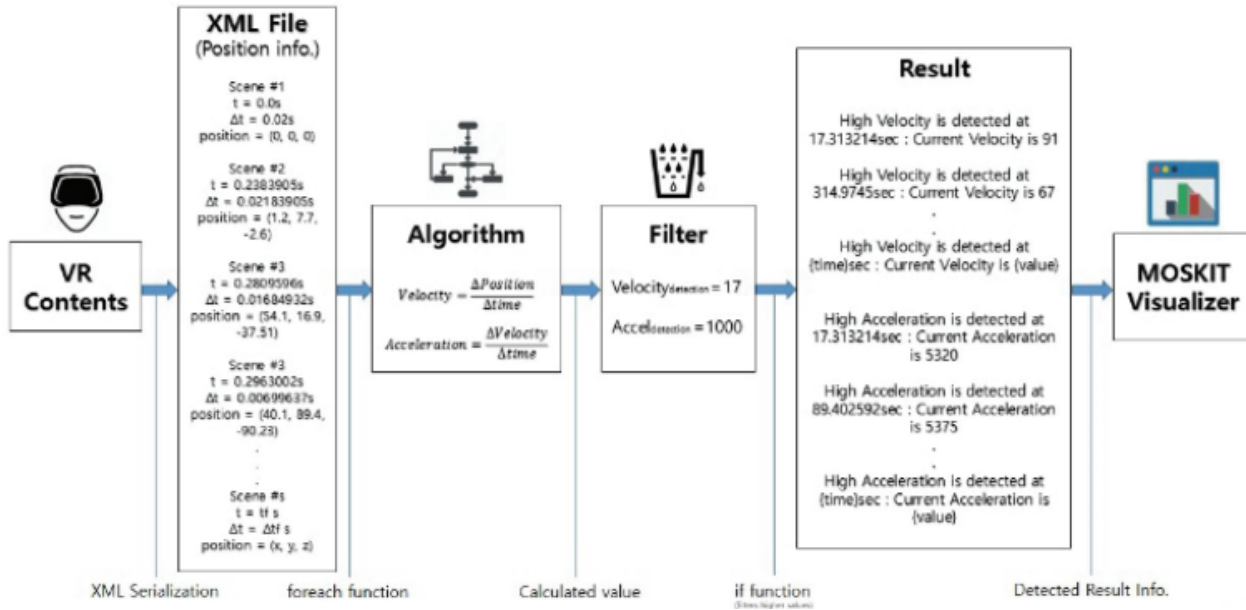 XML File
(Position info.)
Scene #1
t = 0.0s
Δt = 0.02s
position = (0, 0, 0)
Scene #2
t = 0.2383905s
Δt = 0.02183905s
position = (1.2, 7.7,
-2.6)
Scene #3
t = 0.2809596s
Δt = 0.01684932s
position = (54.1, 16.9,
-37.51)
Scene #3
t = 0.2963002s
Δt = 0.00699637s
position = (40.1, 89.4,
-90.23)
.
.
.
Scene #s
t = tf s
Δt = Δtf s
position = (x, y, z)
VR
Contents
Algorithm
Velocity = ΔPosition / Δtime
Acceleration = ΔVelocity / Δtime
Filter
Velocity detection = 17
Accel detection = 1000
Result
High Velocity is detected at
17.313214sec : Current Velocity is 91
High Velocity is detected at
314.9745sec : Current Velocity is 67
.
.
High Velocity is detected at
{time}sec : Current Velocity is {value}
High Acceleration is detected at
17.313214sec : Current Acceleration
is 5320
High Acceleration is detected at
89.402592sec : Current Acceleration
is 5375
.
.
High Acceleration is detected at
{time}sec : Current Acceleration is
{value}
MOSKIT
Visualizer
XML Serialization
foreach function
Calculated value
if function
(filters higher values)
Detected Result Info.